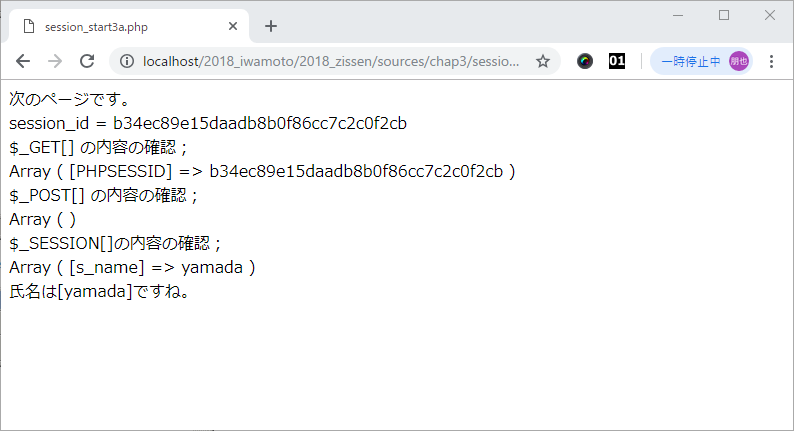 session_start3a.php
localhost/2018_iwamoto/2018_zissen/sources/chap3/sessio...
01
一時停止中
朋也
次のページです。
session_id = b34ec89e15daadb8b0f86cc7c2c0f2cb
$_GET[] の内容の確認；
Array ( [PHPSESSID] => b34ec89e15daadb8b0f86cc7c2c0f2cb )
$_POST[] の内容の確認；
Array ( )
$_SESSION[]の内容の確認；
Array ( [s_name] => yamada )
氏名は[yamada]ですね。